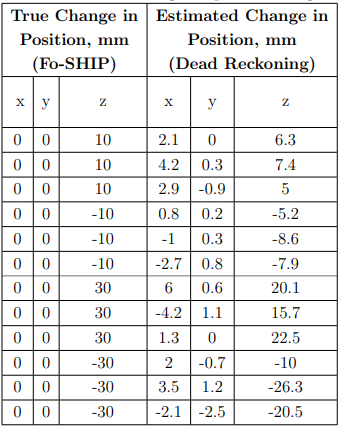 True Change in Estimated Change in
Position, mm Position, mm
(Fo-SHIP) (Dead Reckoning)
x y z x y z
0 0 10 2.1 0 6.3
0 0 10 4.2 0.3 7.4
0 0 10 2.9 -0.9 5
0 0 -10 0.8 0.2 -5.2
0 0 -10 -1 0.3 -8.6
0 0 -10 -2.7 0.8 -7.9
0 0 30 6 0.6 20.1
0 0 30 -4.2 1.1 15.7
0 0 30 1.3 0 22.5
0 0 -30 2 -0.7 -10
0 0 -30 3.5 1.2 -26.3
0 0 -30 -2.1 -2.5 -20.5